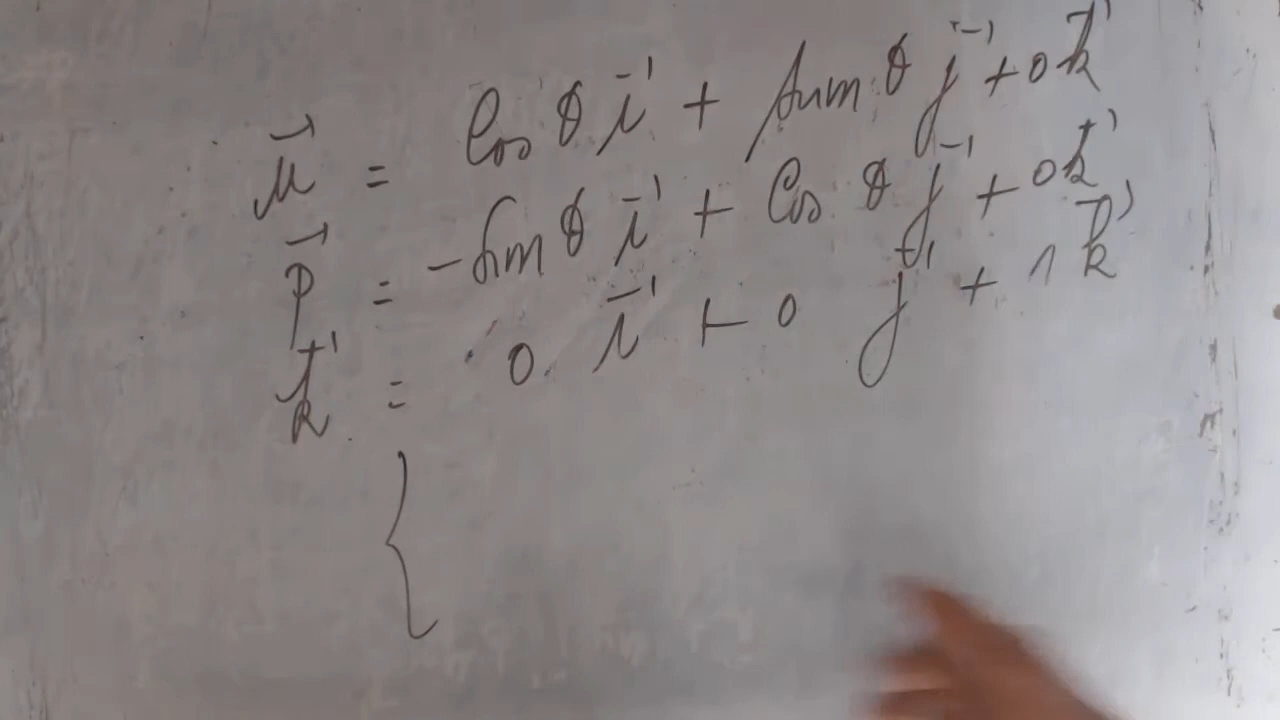 u⃗ = Cos θ i⃗ + sin θ j⃗ + 0 k⃗
p⃗ = -sin θ i⃗ + Cos θ j⃗ + 0 k⃗
k⃗ = 0 i⃗ + 0 j⃗ + 1 k⃗
{